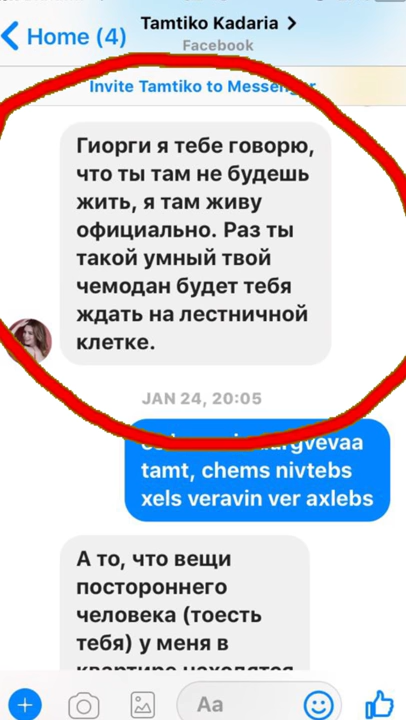 Home (4)
Tamtiko Kadaria >
Facebook
Invite Tamtiko to Messenger
Гиорги я тебе говорю,
что ты там не будешь
жить, я там живу
официально. Раз ты
такой умный твой
чемодан будет тебя
ждать на лестничной
клетке.
JAN 24, 20:05
tamt, chems nivtebs
xels veravin ver axlebs
А то, что вещи
постороннего
человека (тоесть
тебя) у меня в
квартире находятся
Aa